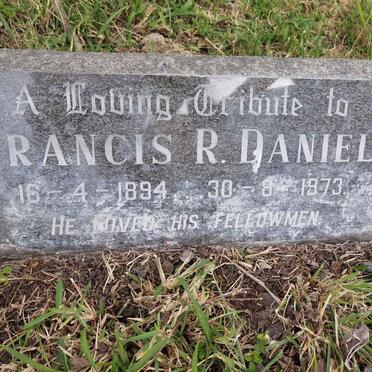 A Loving Tribute to
RANCIS R. DANIEL
16-4-1894 30-8-1973
HE LOVED HIS FELLOWMEN